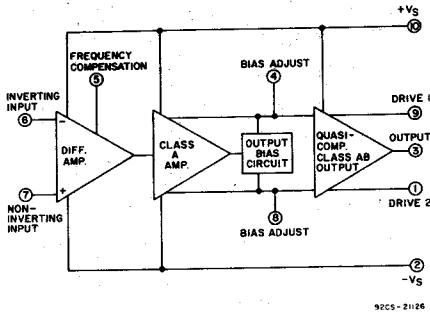 +VS
10
FREQUENCY
COMPENSATION
5
BIAS ADJUST
4
INVERTING
INPUT
6
DRIVE 1
9
−
DIFF.
AMP.
+
CLASS
A
AMP.
OUTPUT
BIAS
CIRCUIT
QUASI-
COMP.
CLASS AB
OUTPUT
OUTPUT
3
7
NON-
INVERTING
INPUT
1
DRIVE 2
8
BIAS ADJUST
2
-VS
92CS-21126